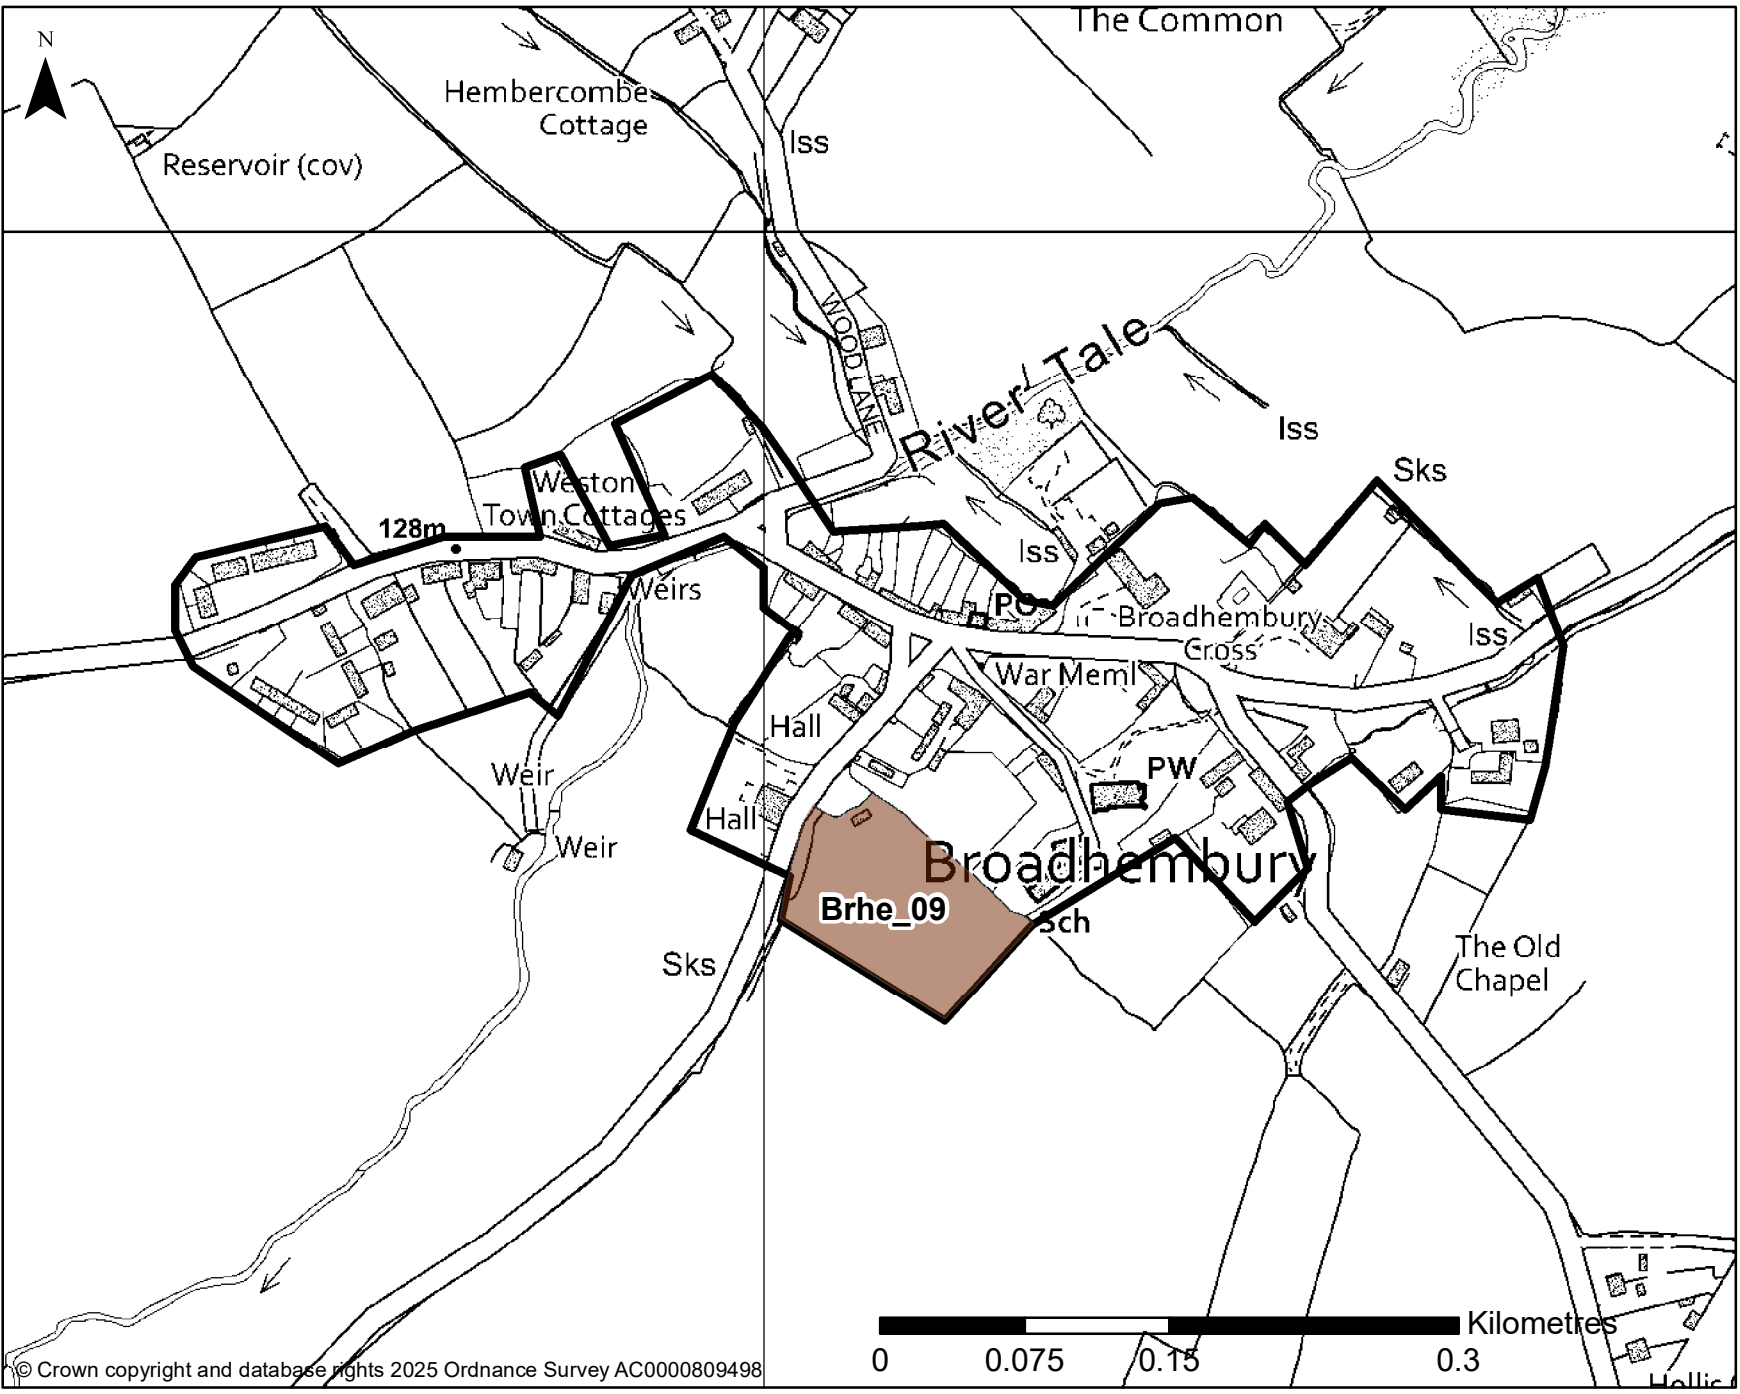 The Common
N
Hembercombe
Cottage
Iss
Reservoir (cov)
WOOD LANE
River Tale
Iss
Sks
Weston
Town Cottages
128m
Iss
Weirs
PO
Broadhembury
Cross
Iss
War Meml
Hall
PW
Weir
Hall
Weir
Broadhembury
Brhe_09
Sch
Sks
The Old
Chapel
Kilometres
0 0.075 0.15 0.3
© Crown copyright and database rights 2025 Ordnance Survey AC0000809498